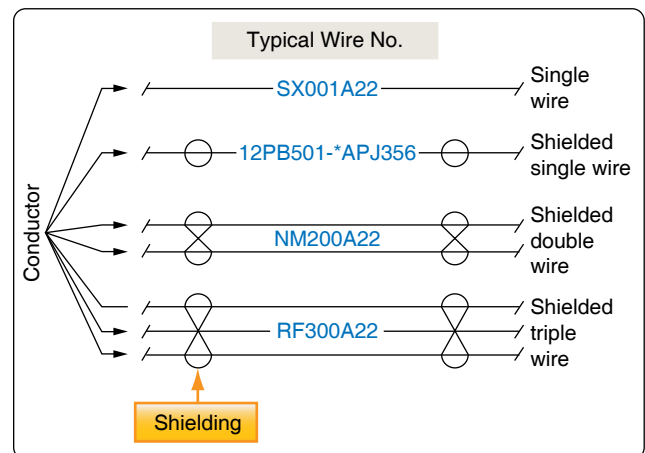 Typical Wire No.
SX001A22
Single
wire
12PB501-*APJ356
Shielded
single wire
Conductor
NM200A22
Shielded
double
wire
RF300A22
Shielded
triple
wire
Shielding